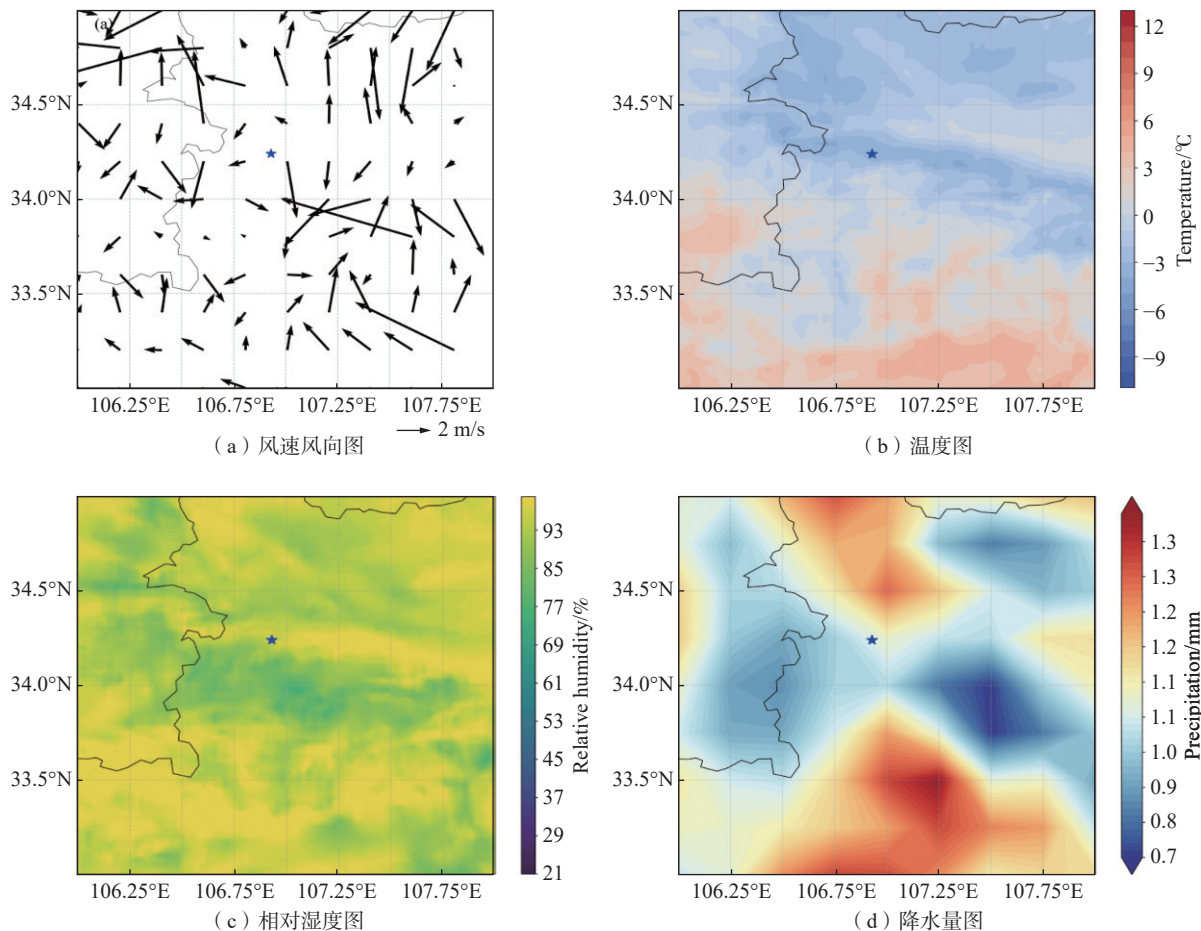 (a)
34.5°N
34.0°N
33.5°N
106.25°E 106.75°E 107.25°E 107.75°E
2 m/s
（a）风速风向图
12
9
6
3
0
−3
−6
−9
Temperature/℃
34.5°N
34.0°N
33.5°N
106.25°E 106.75°E 107.25°E 107.75°E
（b）温度图
34.5°N
34.0°N
33.5°N
106.25°E 106.75°E 107.25°E 107.75°E
93
85
77
69
61
53
45
37
29
21
Relative humidity/%
（c）相对湿度图
34.5°N
34.0°N
33.5°N
106.25°E 106.75°E 107.25°E 107.75°E
1.3
1.3
1.2
1.2
1.1
1.1
1.0
0.9
0.8
0.7
Precipitation/mm
（d）降水量图